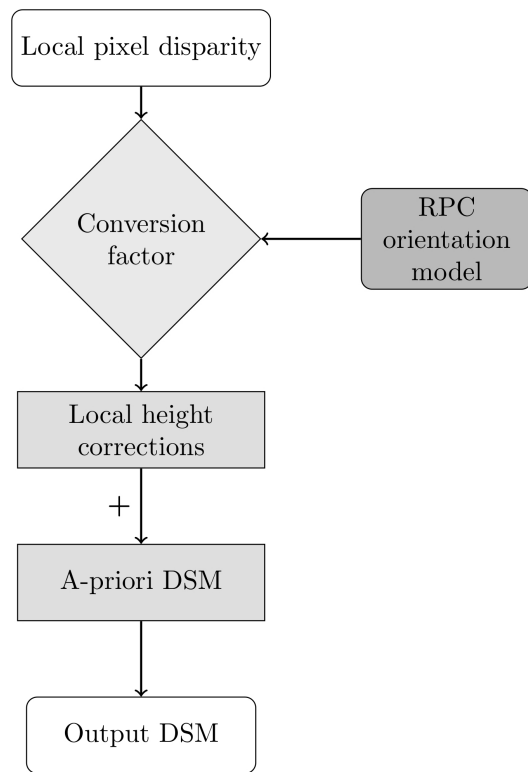 Local pixel disparity
Conversion
factor
RPC
orientation
model
Local height
corrections
+
A-priori DSM
Output DSM